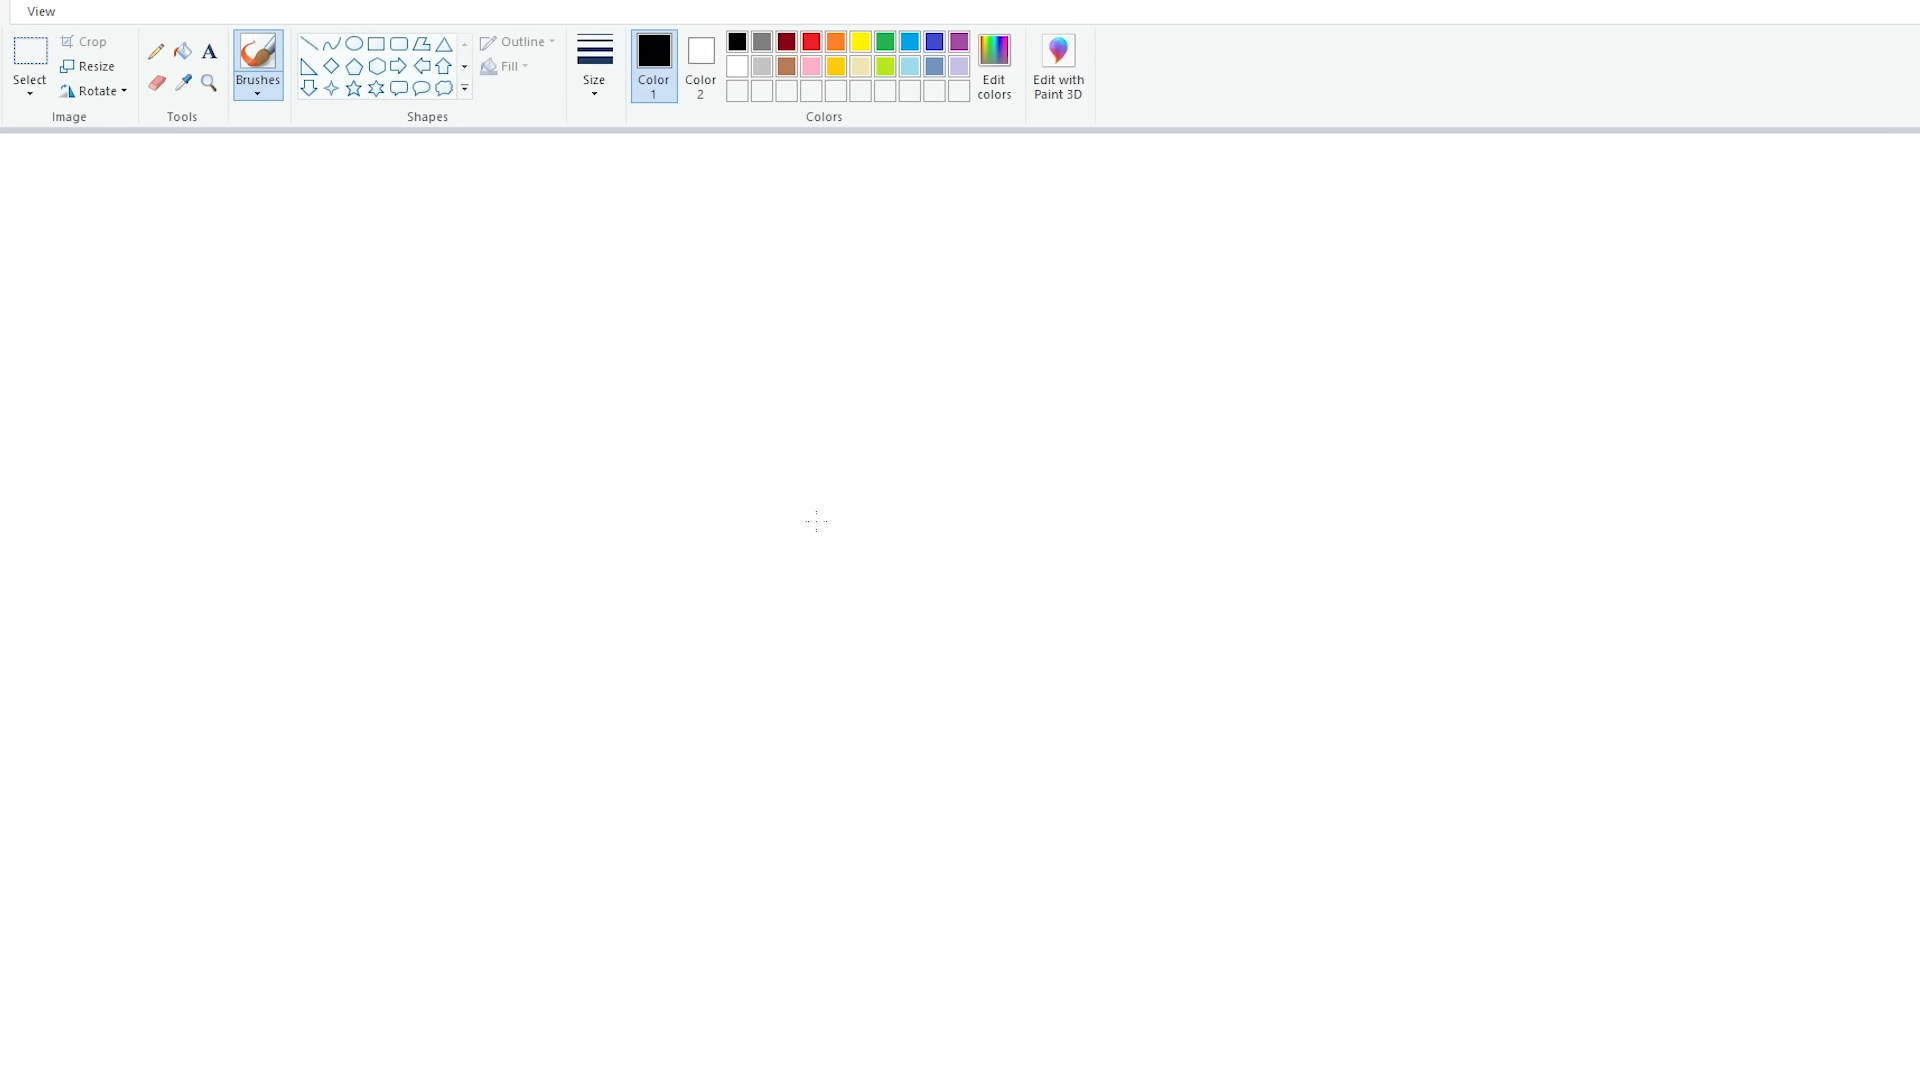 View
Select
Crop
Resize
Rotate
Image
A
Tools
Brushes
Shapes
Outline
Fill
Size
Color
1
Color
2
Colors
Edit
colors
Edit with
Paint 3D